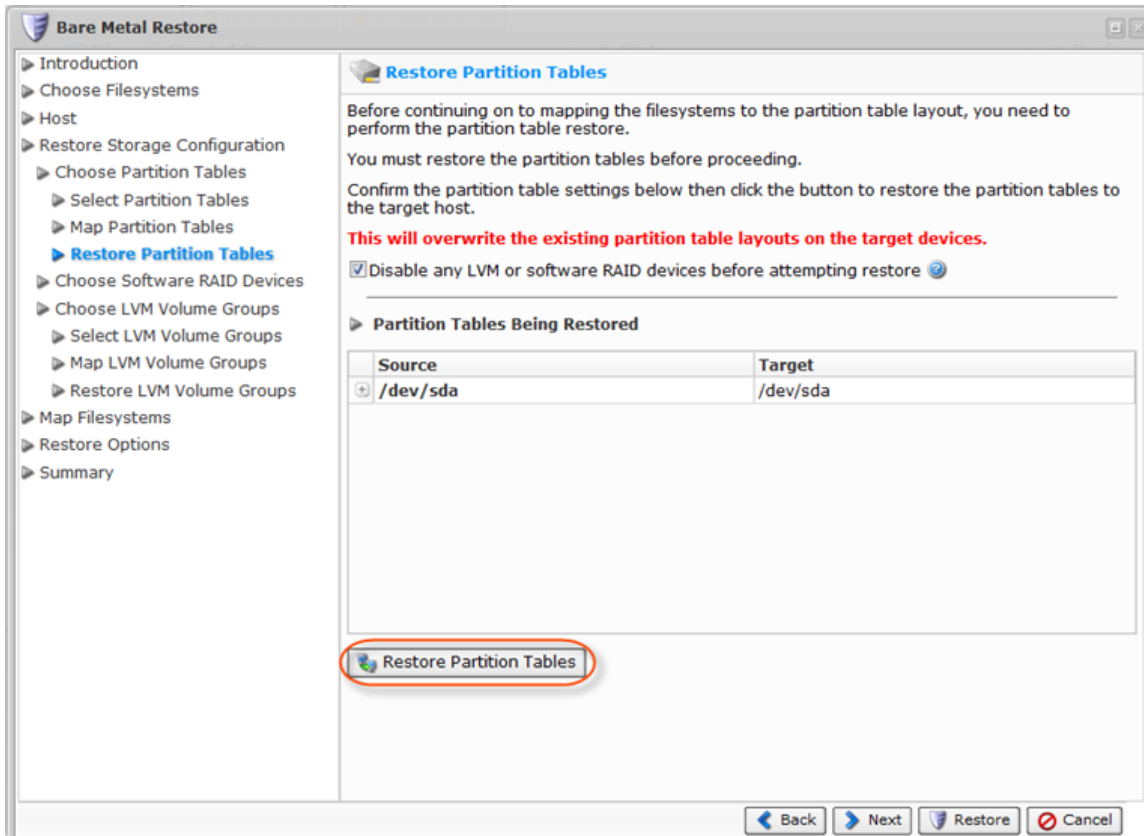 Bare Metal Restore
Introduction
Choose Filesystems
Host
Restore Storage Configuration
Choose Partition Tables
Select Partition Tables
Map Partition Tables
Restore Partition Tables
Choose Software RAID Devices
Choose LVM Volume Groups
Select LVM Volume Groups
Map LVM Volume Groups
Restore LVM Volume Groups
Map Filesystems
Restore Options
Summary
Restore Partition Tables
Before continuing on to mapping the filesystems to the partition table layout, you need to
perform the partition table restore.
You must restore the partition tables before proceeding.
Confirm the partition table settings below then click the button to restore the partition tables to
the target host.
This will overwrite the existing partition table layouts on the target devices.
Disable any LVM or software RAID devices before attempting restore
Partition Tables Being Restored
Source Target
/dev/sda /dev/sda
Restore Partition Tables
Back Next Restore Cancel